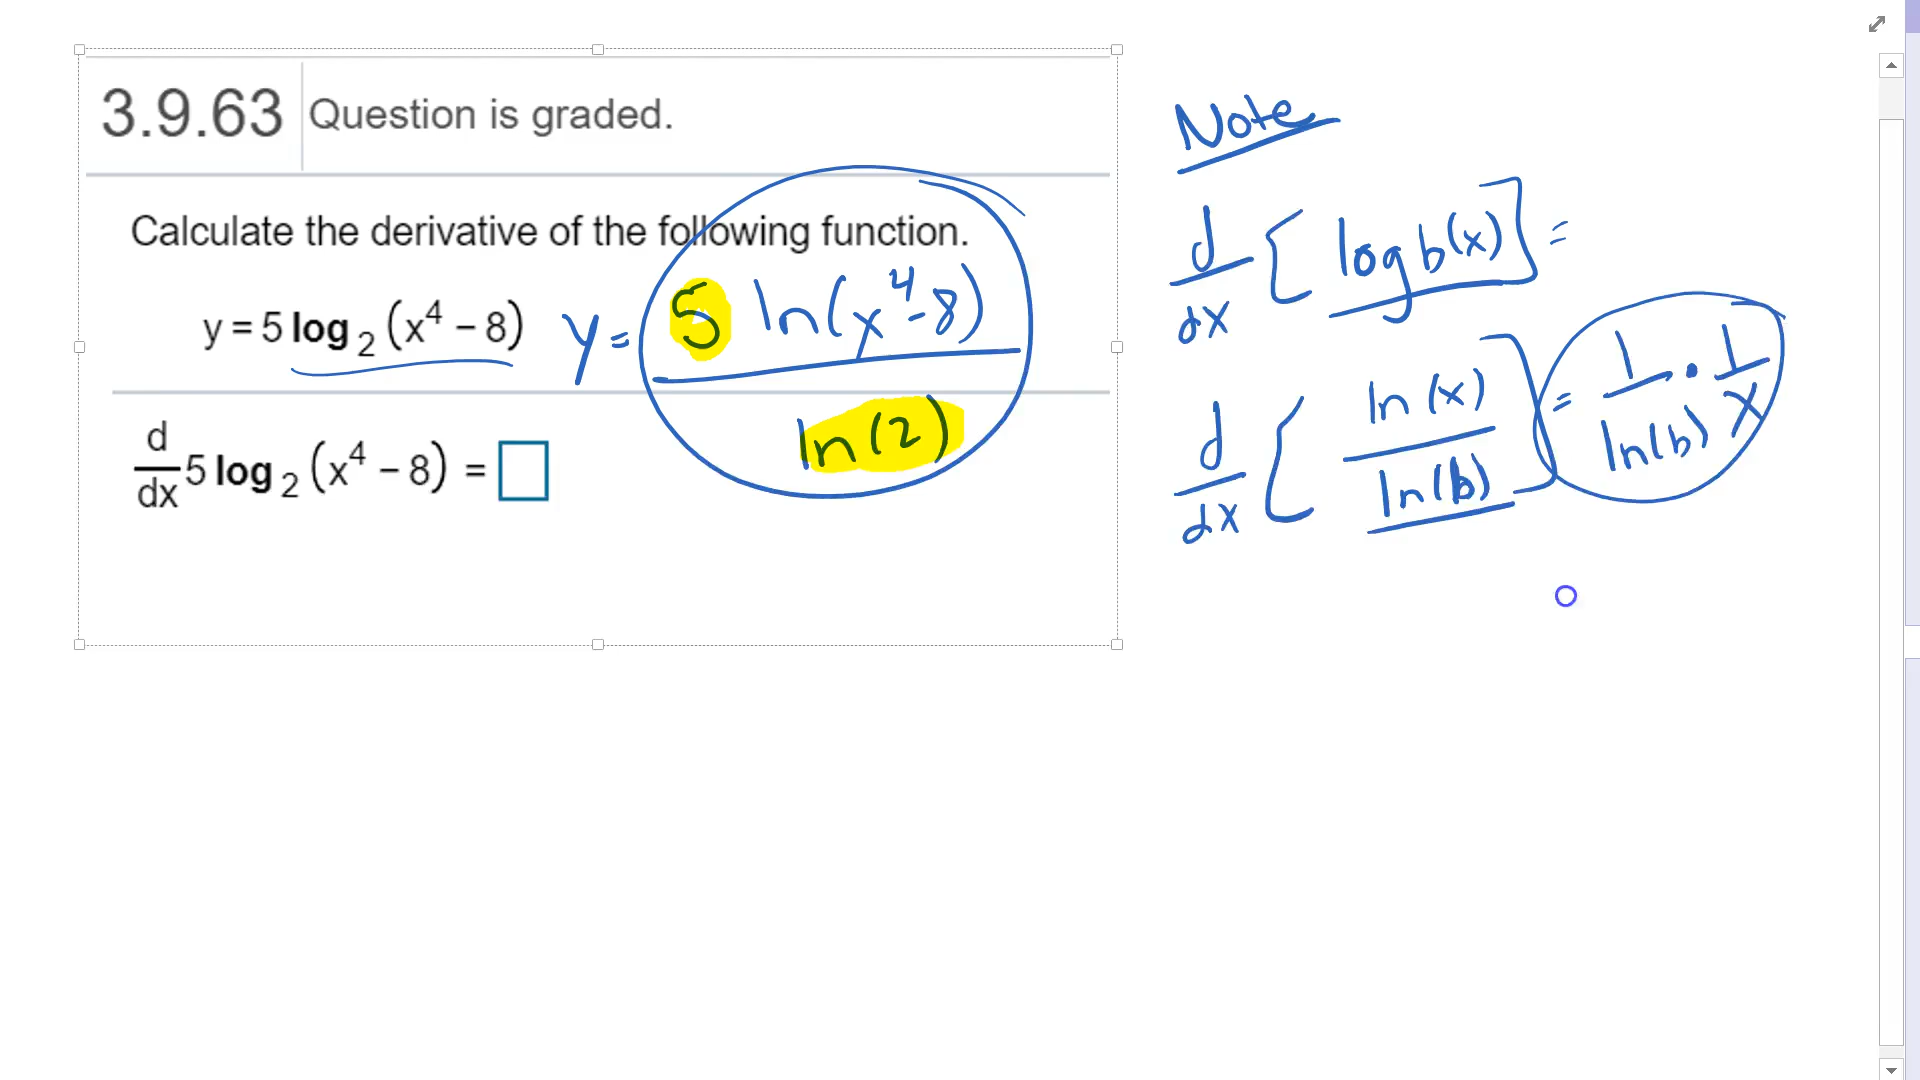 3.9.63 Question is graded.
Calculate the derivative of the following function.
y = 5 log₂ (x⁴ − 8)
y = 5 ln(x⁴-8) / ln(2)
d/dx 5 log₂ (x⁴ − 8) =
Note
d/dx [log b(x)] =
d/dx [ln(x) / ln(b)] = 1/ln(b) · 1/x